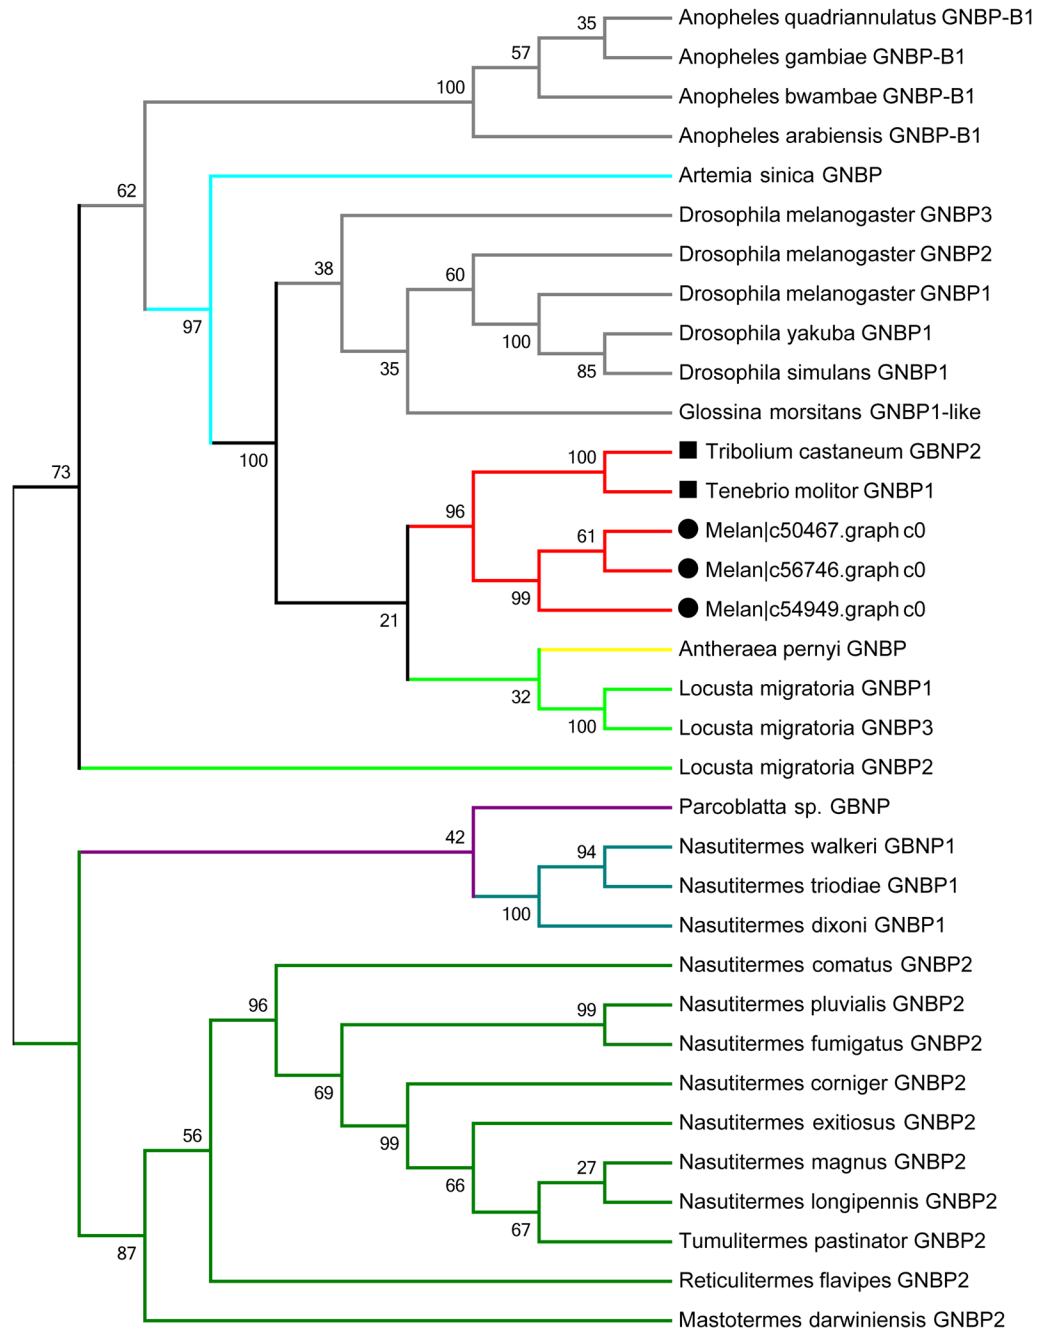 Anopheles quadriannulatus GNBP-B1
35
Anopheles gambiae GNBP-B1
57
100
Anopheles bwambae GNBP-B1
Anopheles arabiensis GNBP-B1
Artemia sinica GNBP
62
Drosophila melanogaster GNBP3
Drosophila melanogaster GNBP2
38
60
Drosophila melanogaster GNBP1
97
Drosophila yakuba GNBP1
100
35
85
Drosophila simulans GNBP1
Glossina morsitans GNBP1-like
Tribolium castaneum GBNP2
100
100
73
Tenebrio molitor GNBP1
96
Melan|c50467.graph c0
61
Melan|c56746.graph c0
99
Melan|c54949.graph c0
21
Antheraea pernyi GNBP
Locusta migratoria GNBP1
32
Locusta migratoria GNBP3
100
Locusta migratoria GNBP2
Parcoblatta sp. GBNP
42
Nasutitermes walkeri GBNP1
94
Nasutitermes triodiae GNBP1
100
Nasutitermes dixoni GNBP1
Nasutitermes comatus GNBP2
96
Nasutitermes pluvialis GNBP2
99
Nasutitermes fumigatus GNBP2
Nasutitermes corniger GNBP2
69
Nasutitermes exitiosus GNBP2
56
99
Nasutitermes magnus GNBP2
27
66
Nasutitermes longipennis GNBP2
67
Tumulitermes pastinator GNBP2
87
Reticulitermes flavipes GNBP2
Mastotermes darwiniensis GNBP2